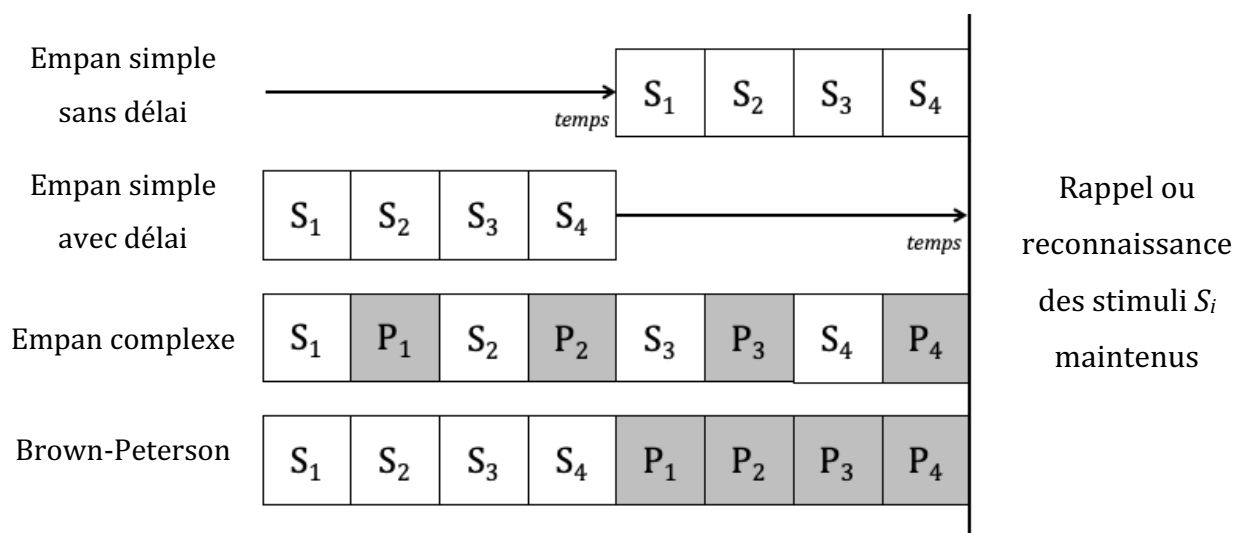 Empan simple
sans délai
temps
S₁ S₂ S₃ S₄
Empan simple
avec délai
S₁ S₂ S₃ S₄
temps
Empan complexe
S₁ P₁ S₂ P₂ S₃ P₃ S₄ P₄
Brown-Peterson
S₁ S₂ S₃ S₄ P₁ P₂ P₃ P₄
Rappel ou
reconnaissance
des stimuli Sᵢ
maintenus